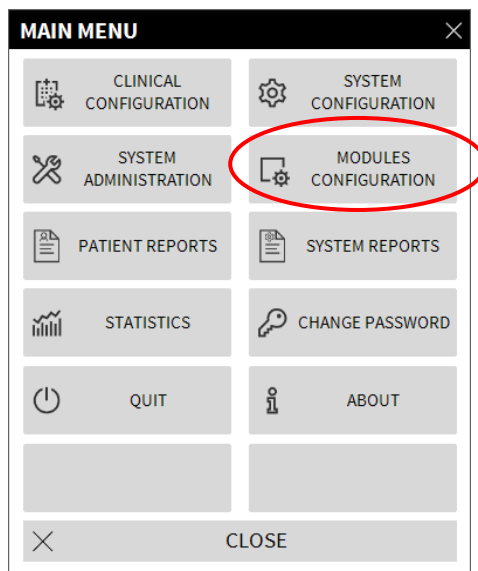 MAIN MENU
CLINICAL
CONFIGURATION
SYSTEM
CONFIGURATION
SYSTEM
ADMINISTRATION
MODULES
CONFIGURATION
PATIENT REPORTS
SYSTEM REPORTS
STATISTICS
CHANGE PASSWORD
QUIT
ABOUT
CLOSE